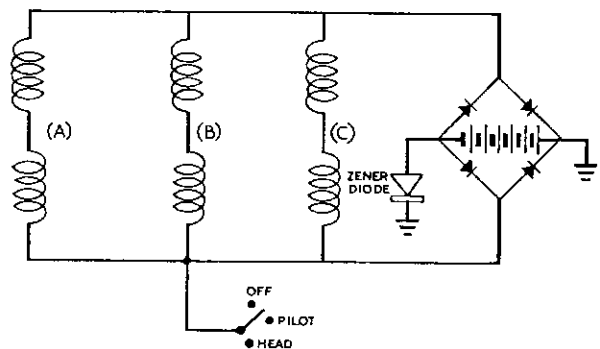 (A)
(B)
(C)
ZENER
DIODE
OFF
PILOT
HEAD